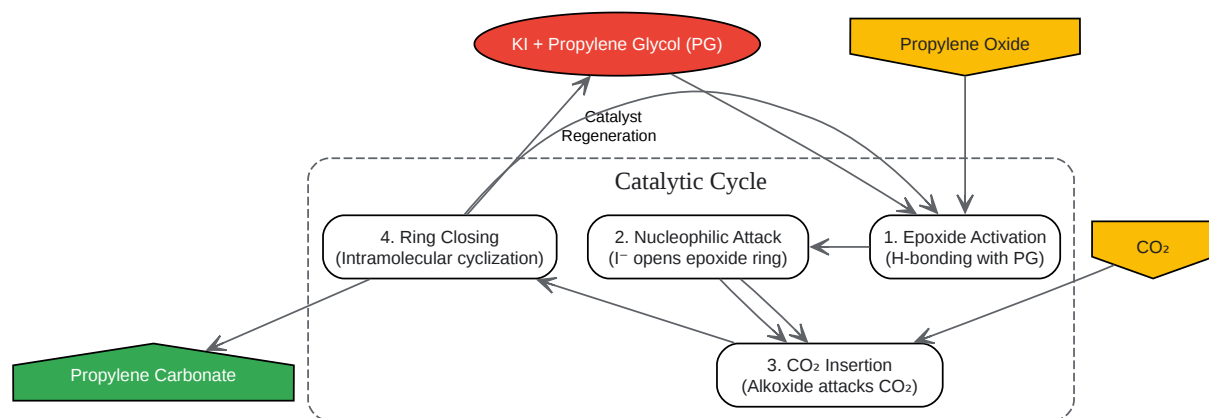 KI + Propylene Glycol (PG)
Propylene Oxide
Catalyst
Regeneration
Catalytic Cycle
4. Ring Closing
(Intramolecular cyclization)
2. Nucleophilic Attack
(I⁻ opens epoxide ring)
1. Epoxide Activation
(H-bonding with PG)
CO₂
Propylene Carbonate
3. CO₂ Insertion
(Alkoxide attacks CO₂)